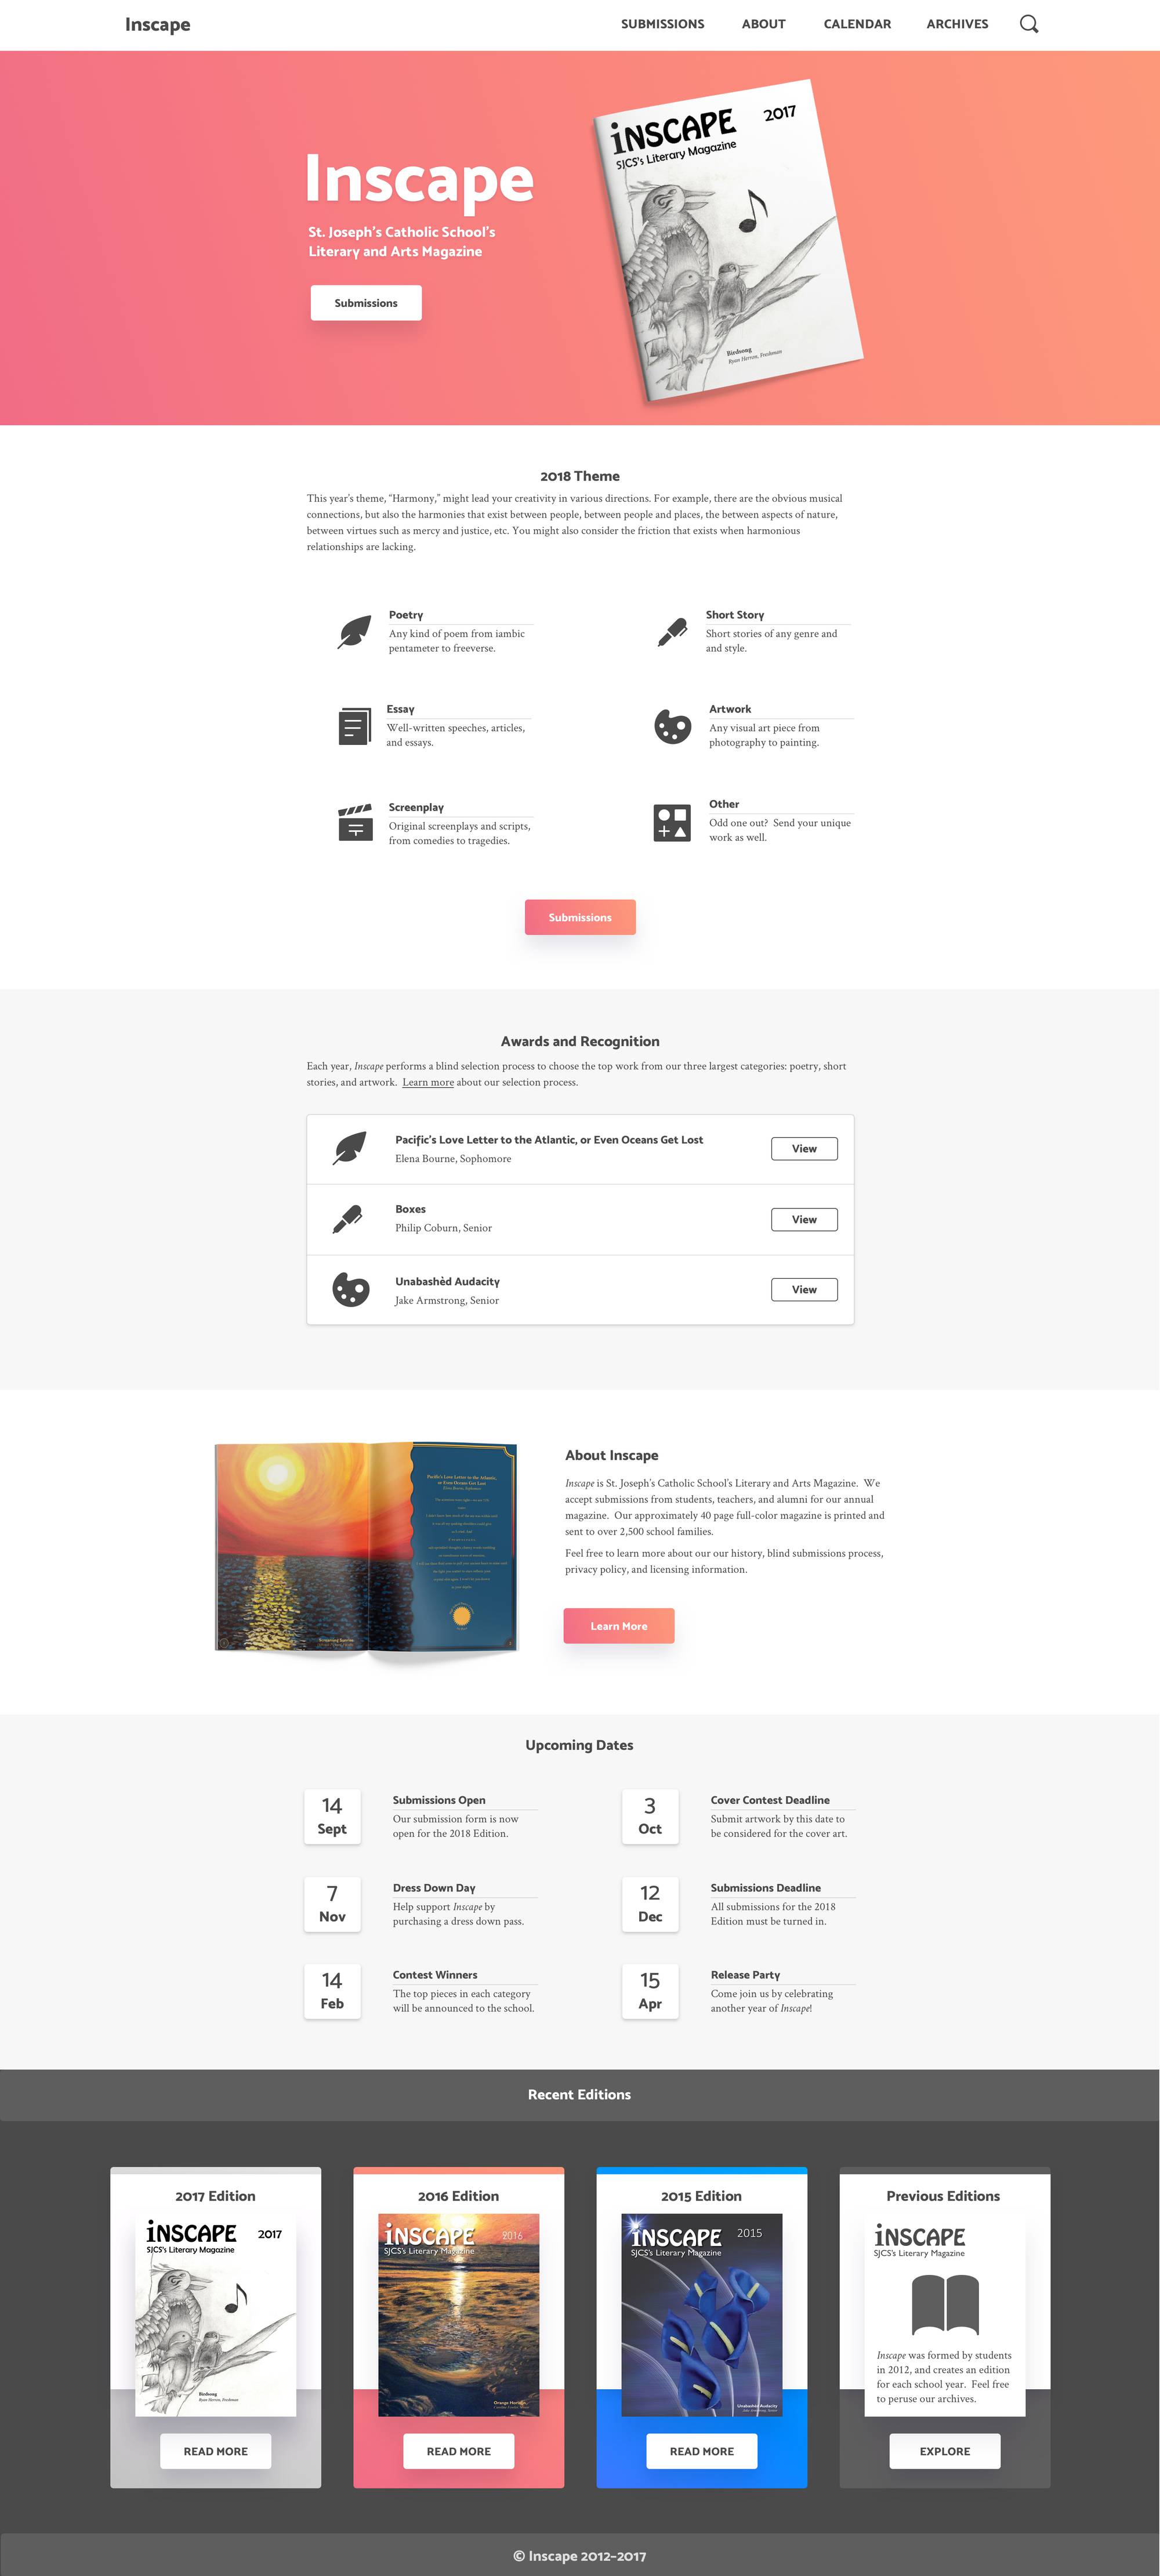 Inscape
SUBMISSIONS ABOUT CALENDAR ARCHIVES
Inscape
St. Joseph's Catholic School's
Literary and Arts Magazine
Submissions
iNSCAPE 2017
SJCS's Literary Magazine
Birdsong
Ryan Herron, Freshman
2018 Theme
This year's theme, “Harmony,” might lead your creativity in various directions. For example, there are the obvious musical
connections, but also the harmonies that exist between people, between people and places, the between aspects of nature,
between virtues such as mercy and justice, etc. You might also consider the friction that exists when harmonious
relationships are lacking.
Poetry
Any kind of poem from iambic
pentameter to freeverse.
Short Story
Short stories of any genre and
and style.
Essay
Well-written speeches, articles,
and essays.
Artwork
Any visual art piece from
photography to painting.
Screenplay
Original screenplays and scripts,
from comedies to tragedies.
Other
Odd one out? Send your unique
work as well.
Submissions
Awards and Recognition
Each year, Inscape performs a blind selection process to choose the top work from our three largest categories: poetry, short
stories, and artwork. Learn more about our selection process.
Pacific's Love Letter to the Atlantic, or Even Oceans Get Lost
Elena Bourne, Sophomore
View
Boxes
Philip Coburn, Senior
View
Unabashèd Audacity
Jake Armstrong, Senior
View
Pacific's Love Letter to the Atlantic,
or Even Oceans Get Lost
Elena Bourne, Sophomore
About Inscape
Inscape is St. Joseph's Catholic School's Literary and Arts Magazine. We
accept submissions from students, teachers, and alumni for our annual
magazine. Our approximately 40 page full-color magazine is printed and
sent to over 2,500 school families.
Feel free to learn more about our our history, blind submissions process,
privacy policy, and licensing information.
Learn More
Upcoming Dates
14
Sept
Submissions Open
Our submission form is now
open for the 2018 Edition.
3
Oct
Cover Contest Deadline
Submit artwork by this date to
be considered for the cover art.
7
Nov
Dress Down Day
Help support Inscape by
purchasing a dress down pass.
12
Dec
Submissions Deadline
All submissions for the 2018
Edition must be turned in.
14
Feb
Contest Winners
The top pieces in each category
will be announced to the school.
15
Apr
Release Party
Come join us by celebrating
another year of Inscape!
Recent Editions
2017 Edition
iNSCAPE 2017
SJCS's Literary Magazine
Birdsong
Ryan Herron, Freshman
READ MORE
2016 Edition
iNSCAPE 2016
SJCS's Literary Magazine
READ MORE
2015 Edition
iNSCAPE 2015
SJCS's Literary Magazine
Unabashèd Audacity
READ MORE
Previous Editions
iNSCAPE
SJCS's Literary Magazine
Inscape was formed by students
in 2012, and creates an edition
for each school year. Feel free
to peruse our archives.
EXPLORE
© Inscape 2012-2017